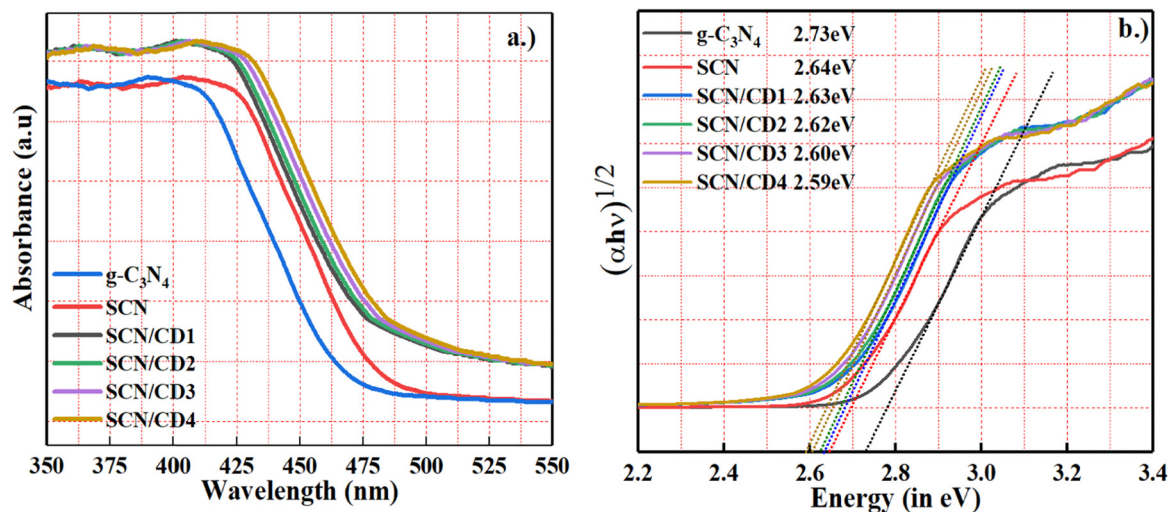 a.)
Absorbance (a.u)
g-C₃N₄
SCN
SCN/CD1
SCN/CD2
SCN/CD3
SCN/CD4
350 375 400 425 450 475 500 525 550
Wavelength (nm)
b.)
(αhν)^1/2
g-C₃N₄ 2.73eV
SCN 2.64eV
SCN/CD1 2.63eV
SCN/CD2 2.62eV
SCN/CD3 2.60eV
SCN/CD4 2.59eV
2.2 2.4 2.6 2.8 3.0 3.2 3.4
Energy (in eV)